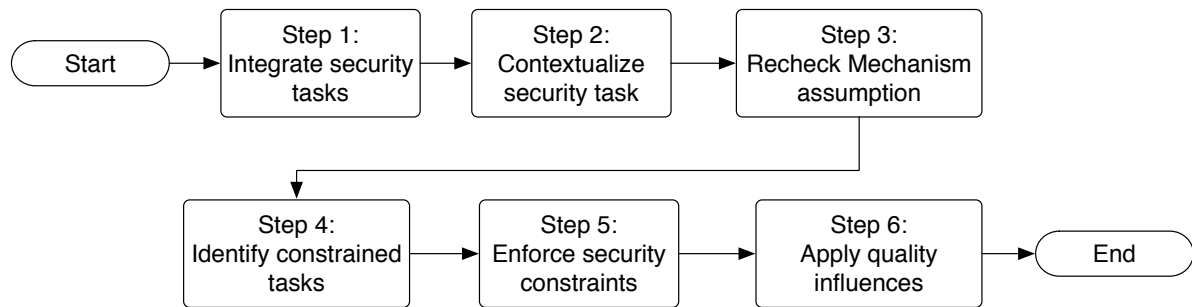 Start
Step 1:
Integrate security
tasks
Step 2:
Contextualize
security task
Step 3:
Recheck Mechanism
assumption
Step 4:
Identify constrained
tasks
Step 5:
Enforce security
constraints
Step 6:
Apply quality
influences
End